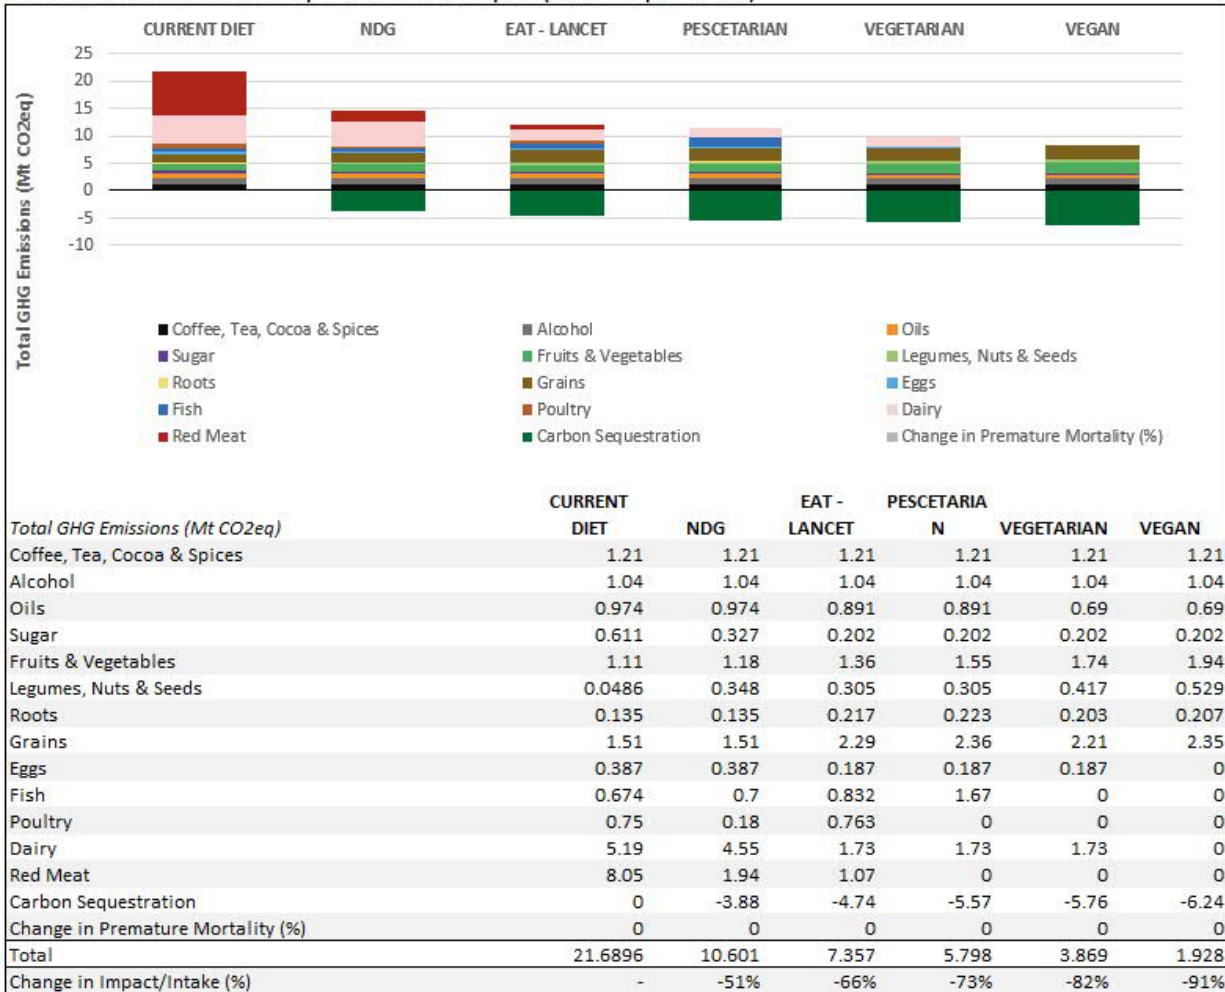 CURRENT DIET NDG EAT - LANCET PESCETARIAN VEGETARIAN VEGAN
Total GHG Emissions (Mt CO2eq)
25
20
15
10
5
0
-5
-10
Coffee, Tea, Cocoa & Spices Alcohol Oils
Sugar Fruits & Vegetables Legumes, Nuts & Seeds
Roots Grains Eggs
Fish Poultry Dairy
Red Meat Carbon Sequestration Change in Premature Mortality (%)
CURRENT EAT - PESCETARIA
Total GHG Emissions (Mt CO2eq) DIET NDG LANCET N VEGETARIAN VEGAN
Coffee, Tea, Cocoa & Spices 1.21 1.21 1.21 1.21 1.21 1.21
Alcohol 1.04 1.04 1.04 1.04 1.04 1.04
Oils 0.974 0.974 0.891 0.891 0.69 0.69
Sugar 0.611 0.327 0.202 0.202 0.202 0.202
Fruits & Vegetables 1.11 1.18 1.36 1.55 1.74 1.94
Legumes, Nuts & Seeds 0.0486 0.348 0.305 0.305 0.417 0.529
Roots 0.135 0.135 0.217 0.223 0.203 0.207
Grains 1.51 1.51 2.29 2.36 2.21 2.35
Eggs 0.387 0.387 0.187 0.187 0.187 0
Fish 0.674 0.7 0.832 1.67 0 0
Poultry 0.75 0.18 0.763 0 0 0
Dairy 5.19 4.55 1.73 1.73 1.73 0
Red Meat 8.05 1.94 1.07 0 0 0
Carbon Sequestration 0 -3.88 -4.74 -5.57 -5.76 -6.24
Change in Premature Mortality (%) 0 0 0 0 0 0
Total 21.6896 10.601 7.357 5.798 3.869 1.928
Change in Impact/Intake (%) - -51% -66% -73% -82% -91%